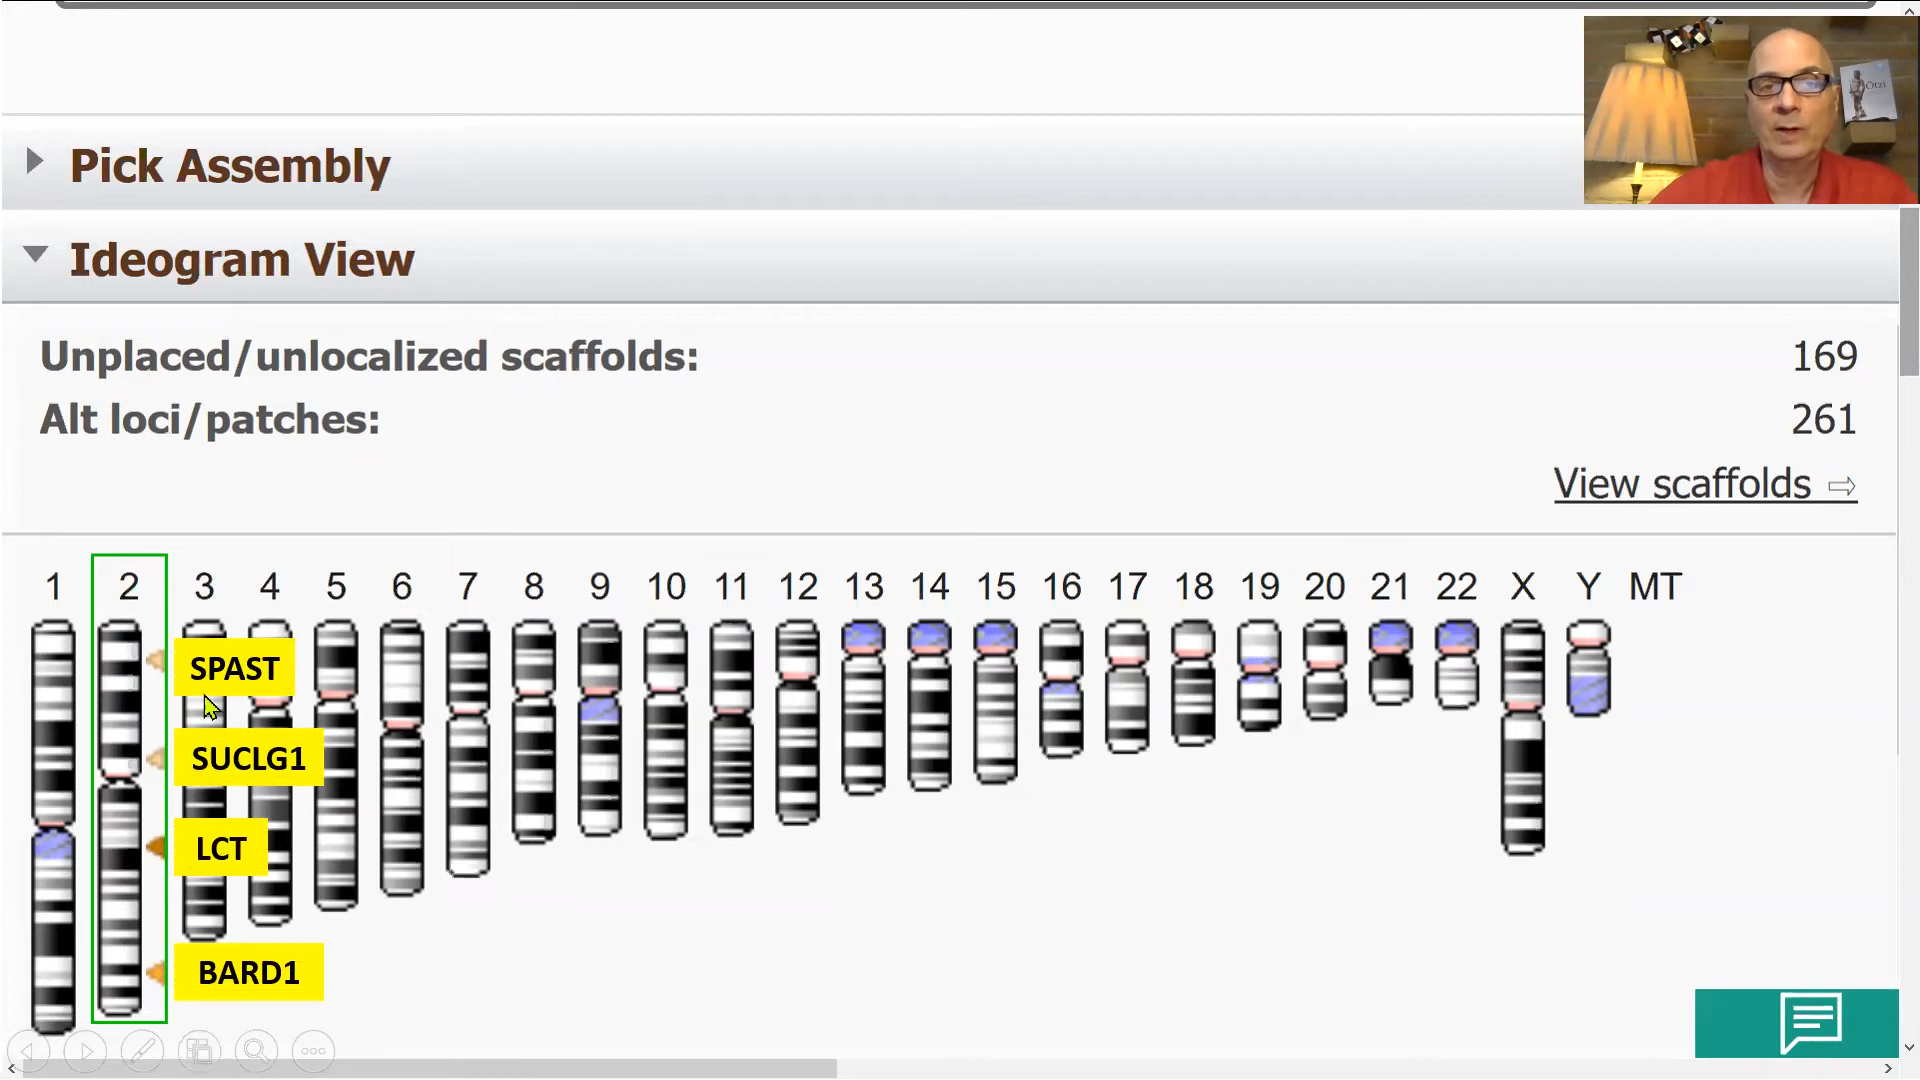 Ötzi
Pick Assembly
Ideogram View
Unplaced/unlocalized scaffolds: 169
Alt loci/patches: 261
View scaffolds ⇨
1 2 3 4 5 6 7 8 9 10 11 12 13 14 15 16 17 18 19 20 21 22 X Y MT
SPAST
SUCLG1
LCT
BARD1